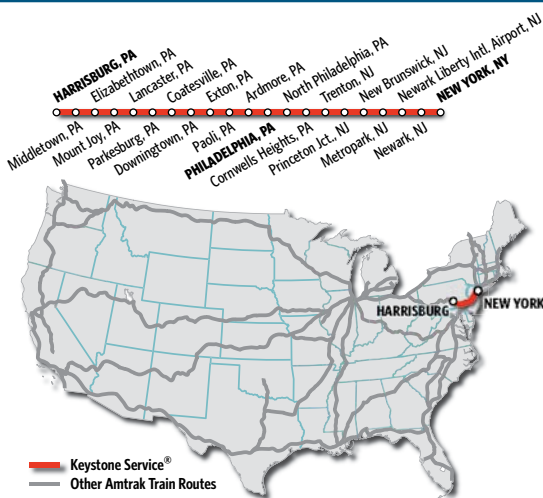 HARRISBURG, PA
Middletown, PA
Elizabethtown, PA
Mount Joy, PA
Lancaster, PA
Parkesburg, PA
Coatesville, PA
Downingtown, PA
Exton, PA
Paoli, PA
Ardmore, PA
PHILADELPHIA, PA
North Philadelphia, PA
Cornwells Heights, PA
Trenton, NJ
Princeton Jct., NJ
New Brunswick, NJ
Metropark, NJ
Newark Liberty Intl. Airport, NJ
Newark, NJ
NEW YORK, NY
HARRISBURG
NEW YORK
Keystone Service®
Other Amtrak Train Routes